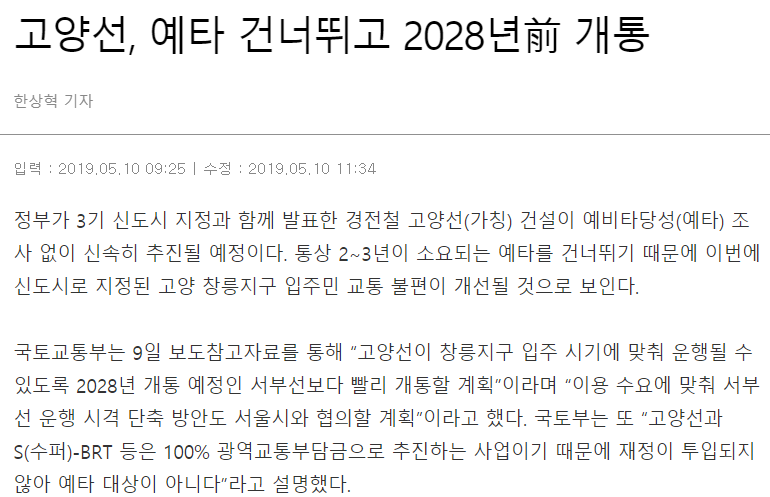 고양선, 예타 건너뛰고 2028년前 개통
한상혁 기자
입력 : 2019.05.10 09:25 | 수정 : 2019.05.10 11:34
정부가 3기 신도시 지정과 함께 발표한 경전철 고양선(가칭) 건설이 예비타당성(예타) 조
사 없이 신속히 추진될 예정이다. 통상 2~3년이 소요되는 예타를 건너뛰기 때문에 이번에
신도시로 지정된 고양 창릉지구 입주민 교통 불편이 개선될 것으로 보인다.
국토교통부는 9일 보도참고자료를 통해 “고양선이 창릉지구 입주 시기에 맞춰 운행될 수
있도록 2028년 개통 예정인 서부선보다 빨리 개통할 계획”이라며 “이용 수요에 맞춰 서부
선 운행 시격 단축 방안도 서울시와 협의할 계획”이라고 했다. 국토부는 또 “고양선과
S(수퍼)-BRT 등은 100% 광역교통부담금으로 추진하는 사업이기 때문에 재정이 투입되지
않아 예타 대상이 아니다”라고 설명했다.